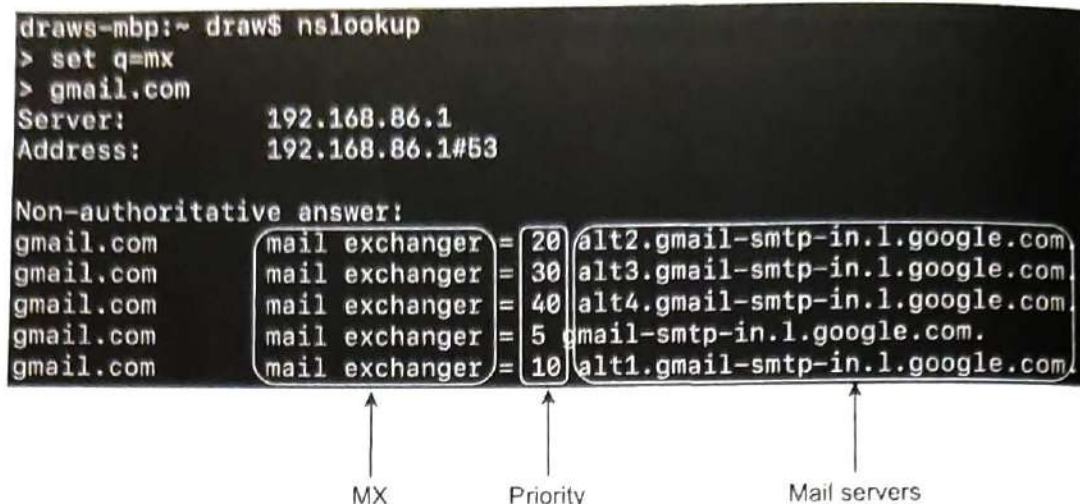 draws-mbp:~ draw$ nslookup
> set q=mx
> gmail.com
Server: 192.168.86.1
Address: 192.168.86.1#53
Non-authoritative answer:
gmail.com mail exchanger = 20 alt2.gmail-smtp-in.l.google.com.
gmail.com mail exchanger = 30 alt3.gmail-smtp-in.l.google.com.
gmail.com mail exchanger = 40 alt4.gmail-smtp-in.l.google.com.
gmail.com mail exchanger = 5 gmail-smtp-in.l.google.com.
gmail.com mail exchanger = 10 alt1.gmail-smtp-in.l.google.com.
MX Priority Mail servers